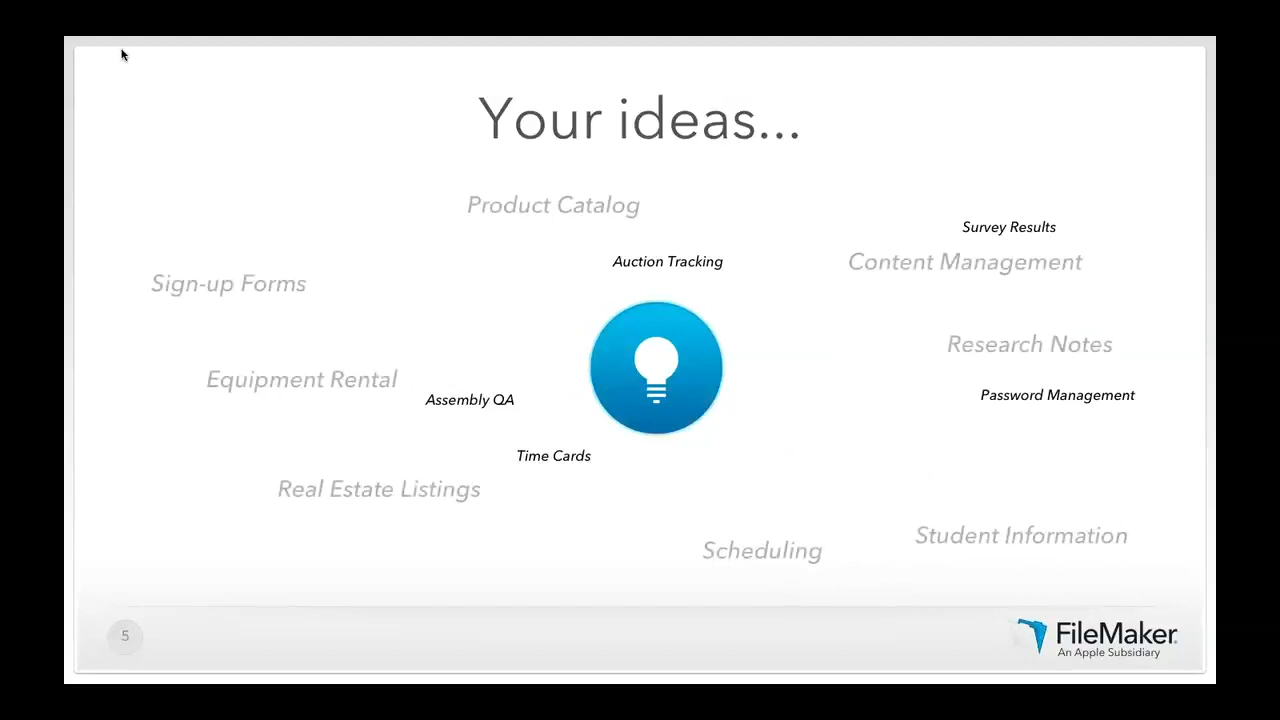 Your ideas...
Product Catalog
Survey Results
Auction Tracking
Content Management
Sign-up Forms
Research Notes
Equipment Rental
Password Management
Assembly QA
Time Cards
Real Estate Listings
Student Information
Scheduling
5
FileMaker
An Apple Subsidiary